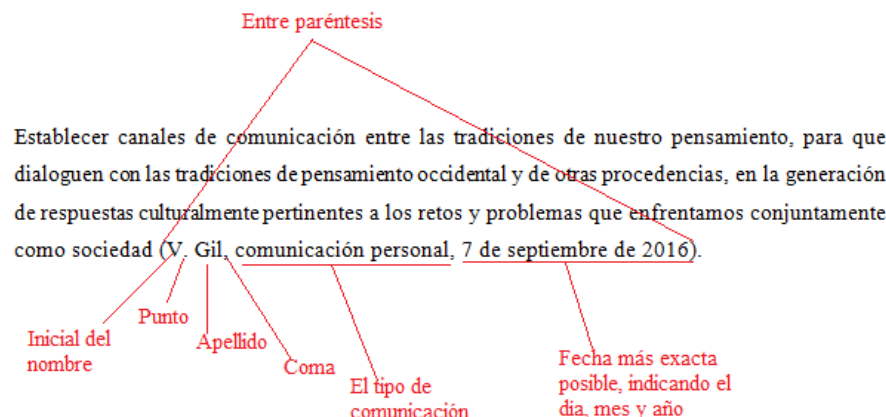 Entre paréntesis
Establecer canales de comunicación entre las tradiciones de nuestro pensamiento, para que
dialoguen con las tradiciones de pensamiento occidental y de otras procedencias, en la generación
de respuestas culturalmente pertinentes a los retos y problemas que enfrentamos conjuntamente
como sociedad (V. Gil, comunicación personal, 7 de septiembre de 2016).
Inicial del
nombre
Punto
Apellido
Coma
El tipo de
comunicación
Fecha más exacta
posible, indicando el
dia, mes y año